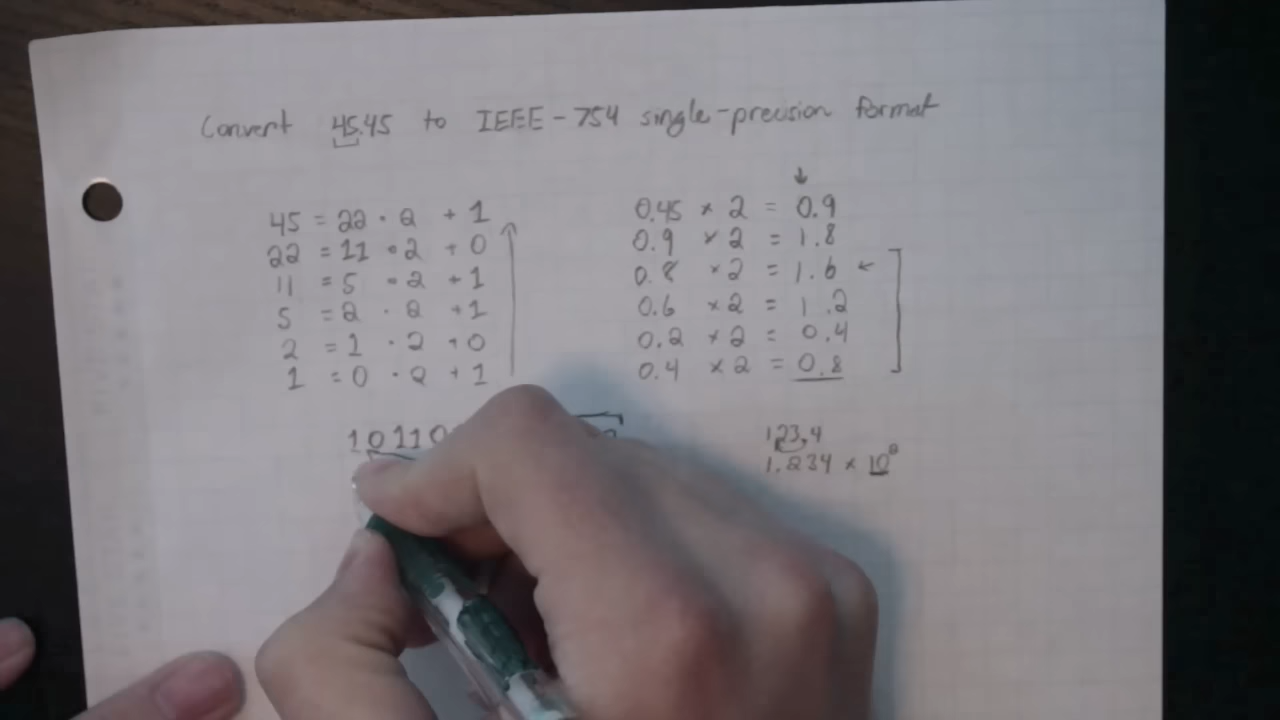 Convert 45.45 to IEEE-754 single-precision format
45 = 22 · 2 + 1
22 = 11 · 2 + 0
11 = 5 · 2 + 1
5 = 2 · 2 + 1
2 = 1 · 2 + 0
1 = 0 · 2 + 1
0.45 × 2 = 0.9
0.9 × 2 = 1.8
0.8 × 2 = 1.6 ←
0.6 × 2 = 1.2
0.2 × 2 = 0.4
0.4 × 2 = 0.8
10110
123.4
1.234 × 10²